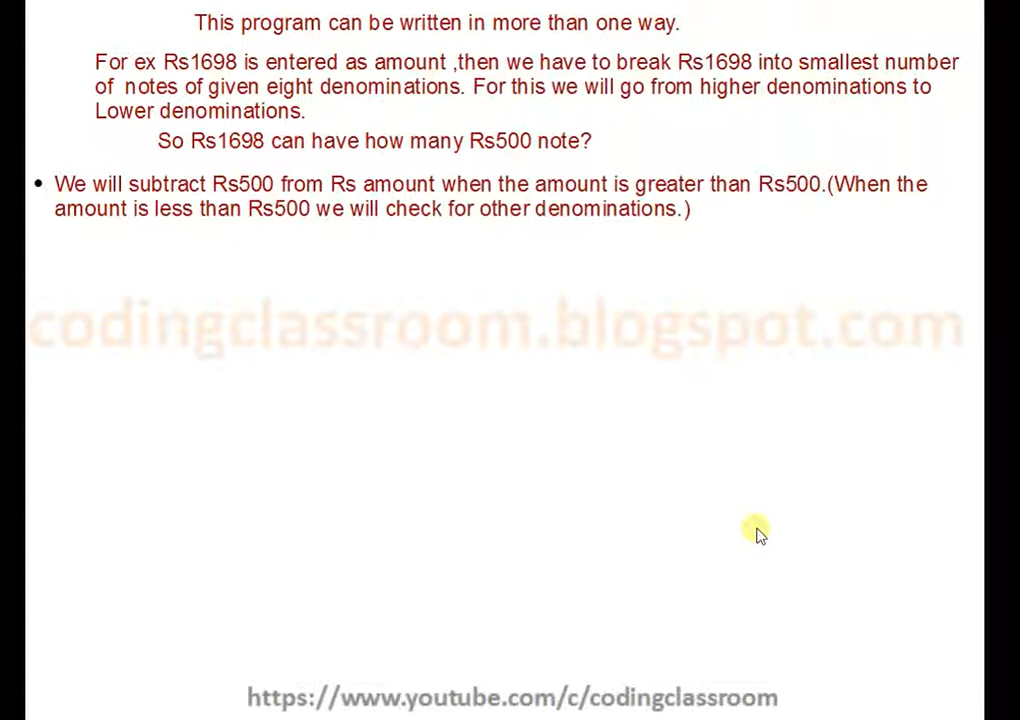 This program can be written in more than one way.
For ex Rs1698 is entered as amount ,then we have to break Rs1698 into smallest number
of notes of given eight denominations. For this we will go from higher denominations to
Lower denominations.
So Rs1698 can have how many Rs500 note?
• We will subtract Rs500 from Rs amount when the amount is greater than Rs500.(When the
amount is less than Rs500 we will check for other denominations.)
codingclassroom.blogspot.com
https://www.youtube.com/c/codingclassroom